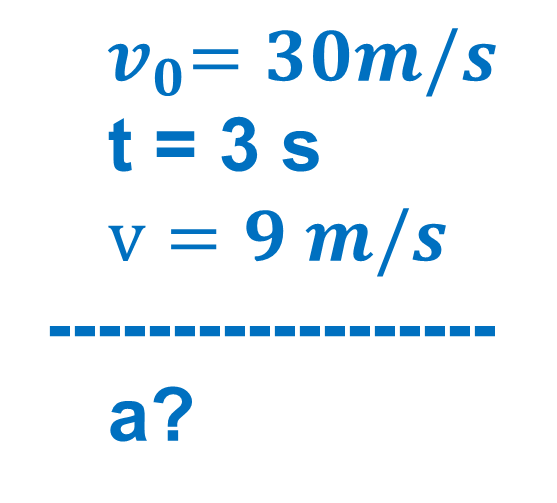 v₀= 30m/s
t = 3 s
v = 9 m/s
------------------
a?